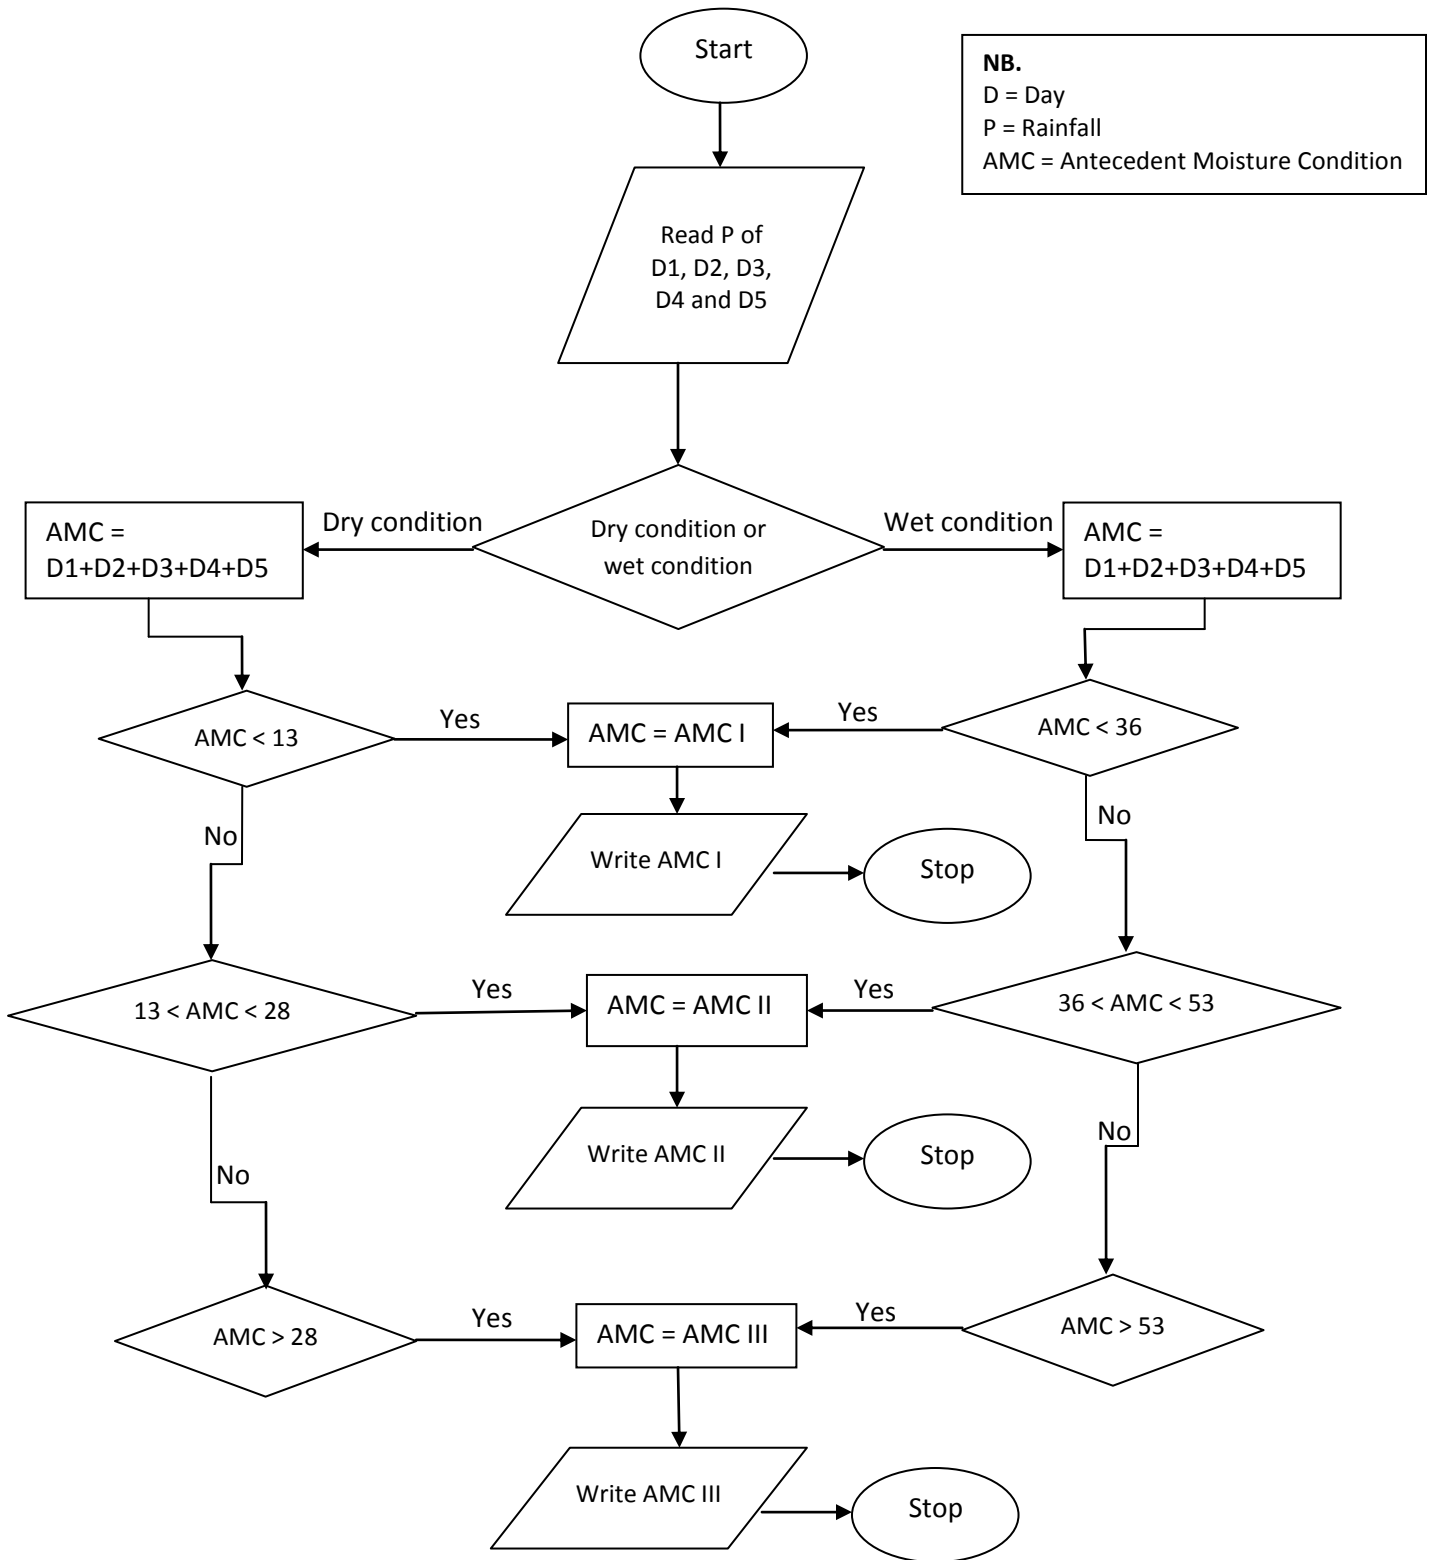 Start
NB.
D = Day
P = Rainfall
AMC = Antecedent Moisture Condition
Read P of
D1, D2, D3,
D4 and D5
Dry condition or
wet condition
Dry condition
Wet condition
AMC =
D1+D2+D3+D4+D5
AMC =
D1+D2+D3+D4+D5
AMC < 13
Yes
AMC = AMC I
Yes
AMC < 36
No
Write AMC I
Stop
No
13 < AMC < 28
Yes
AMC = AMC II
Yes
36 < AMC < 53
No
Write AMC II
Stop
No
AMC > 28
Yes
AMC = AMC III
Yes
AMC > 53
Write AMC III
Stop